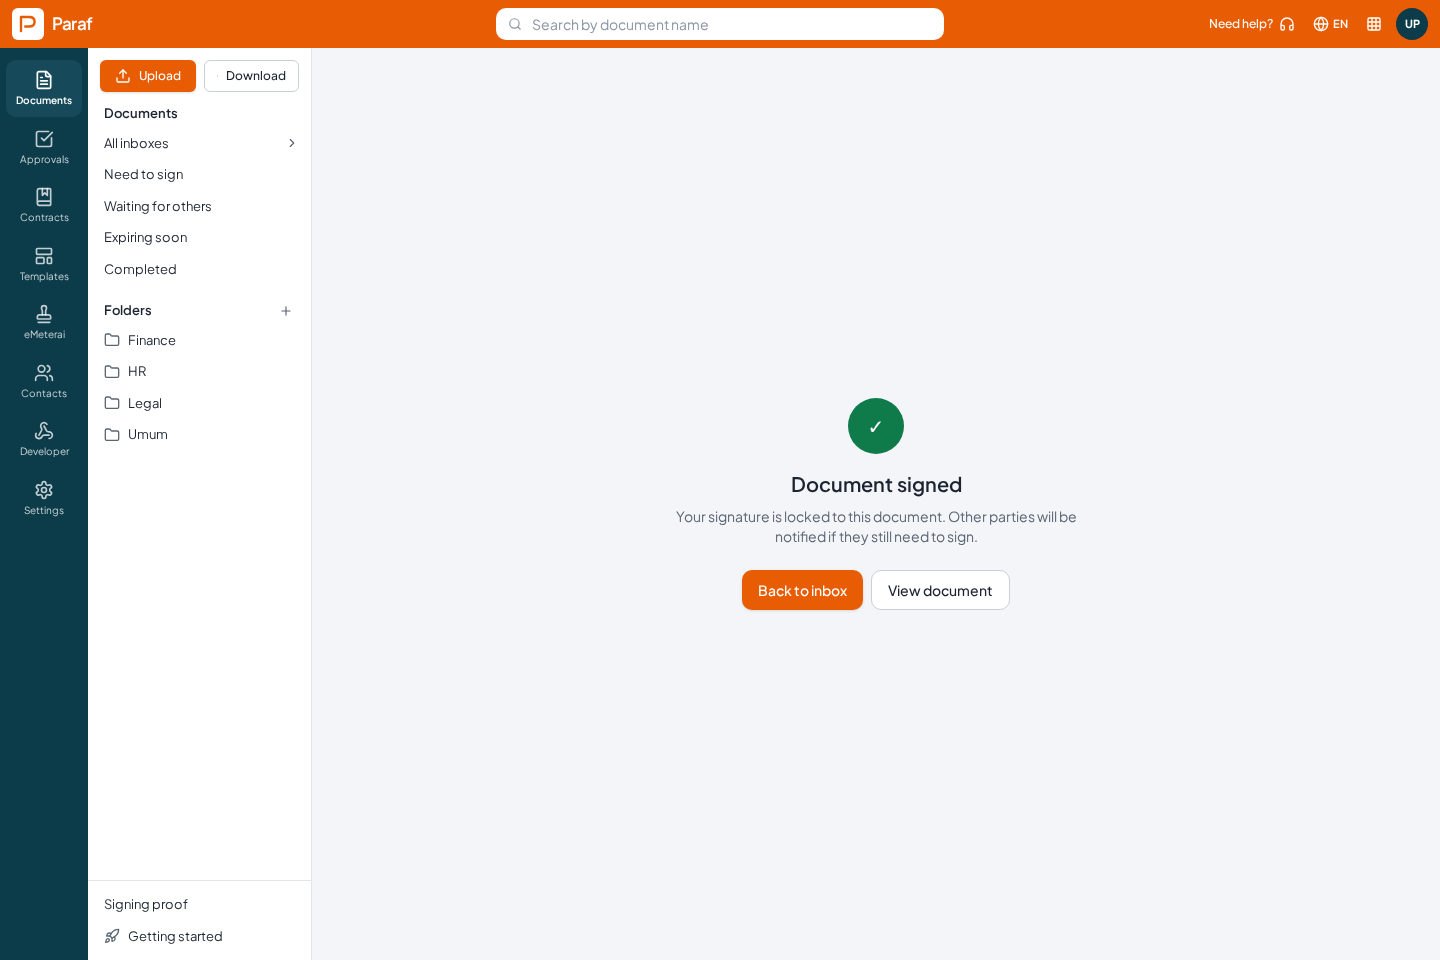 Paraf
Search by document name
Need help?
EN
UP
Documents
Approvals
Contracts
Templates
eMeterai
Contacts
Developer
Settings
Upload
Download
Documents
All inboxes
Need to sign
Waiting for others
Expiring soon
Completed
Folders
Finance
HR
Legal
Umum
Signing proof
Getting started
Document signed
Your signature is locked to this document. Other parties will be
notified if they still need to sign.
Back to inbox
View document